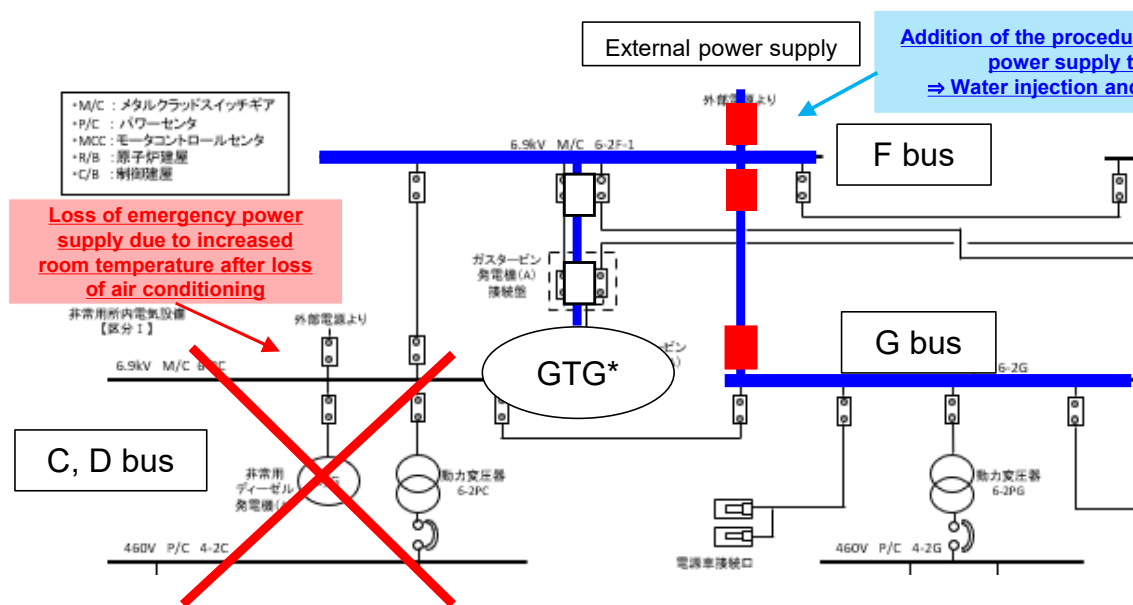 External power supply
Addition of the procedu
power supply t
⇒ Water injection and
・M/C : メタルクラッドスイッチギア
・P/C : パワーセンタ
・MCC : モータコントロールセンタ
・R/B : 原子炉建屋
・C/B : 制御建屋
外部電源より
6.9kV M/C 6-2F-1
F bus
Loss of emergency power
supply due to increased
room temperature after loss
of air conditioning
ガスタービン
発電機(A)
接続盤
非常用所内電気設備
【区分Ⅰ】
外部電源より
6.9kV M/C
GTG*
G bus
6-2G
C, D bus
非常用
ディーゼル
発電機
動力変圧器
6-2PC
動力変圧器
6-2PG
460V P/C 4-2C
電源車接続口
460V P/C 4-2G